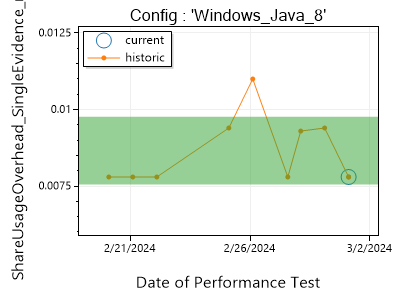 Config : 'Windows_Java_8'
current
historic
0.0125
0.01
0.0075
2/21/2024
2/26/2024
3/2/2024
Date of Performance Test
ShareUsageOverhead_SingleEvidence_